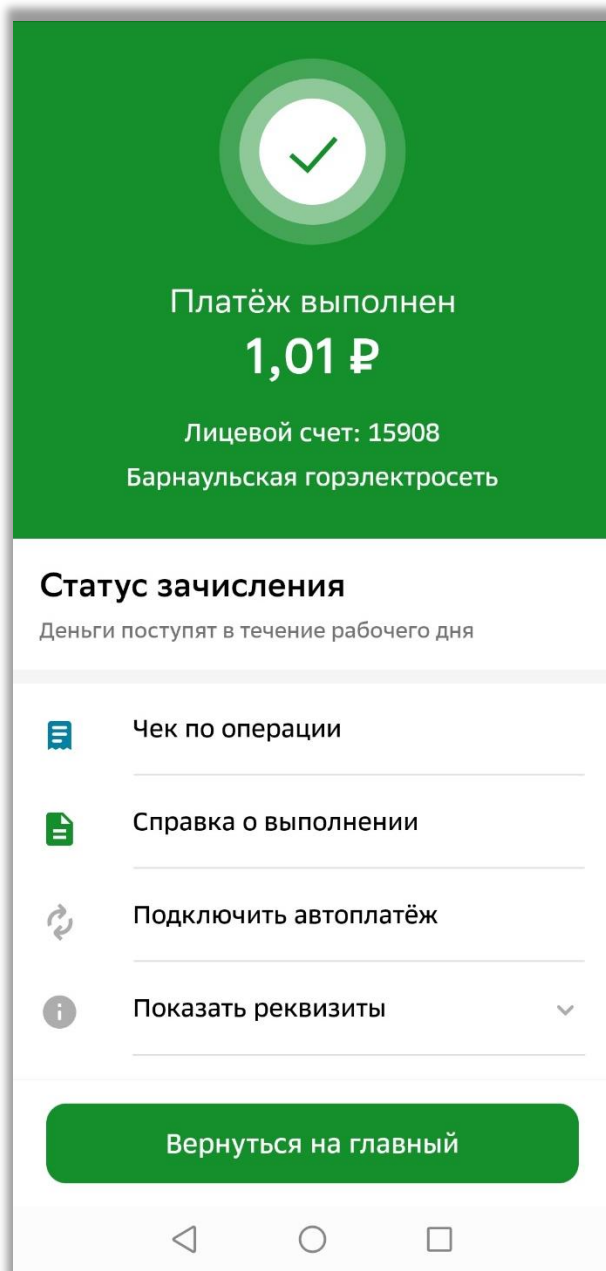 Платёж выполнен
1,01 ₽
Лицевой счет: 15908
Барнаульская горэлектросеть
Статус зачисления
Деньги поступят в течение рабочего дня
Чек по операции
Справка о выполнении
Подключить автоплатёж
Показать реквизиты
Вернуться на главный